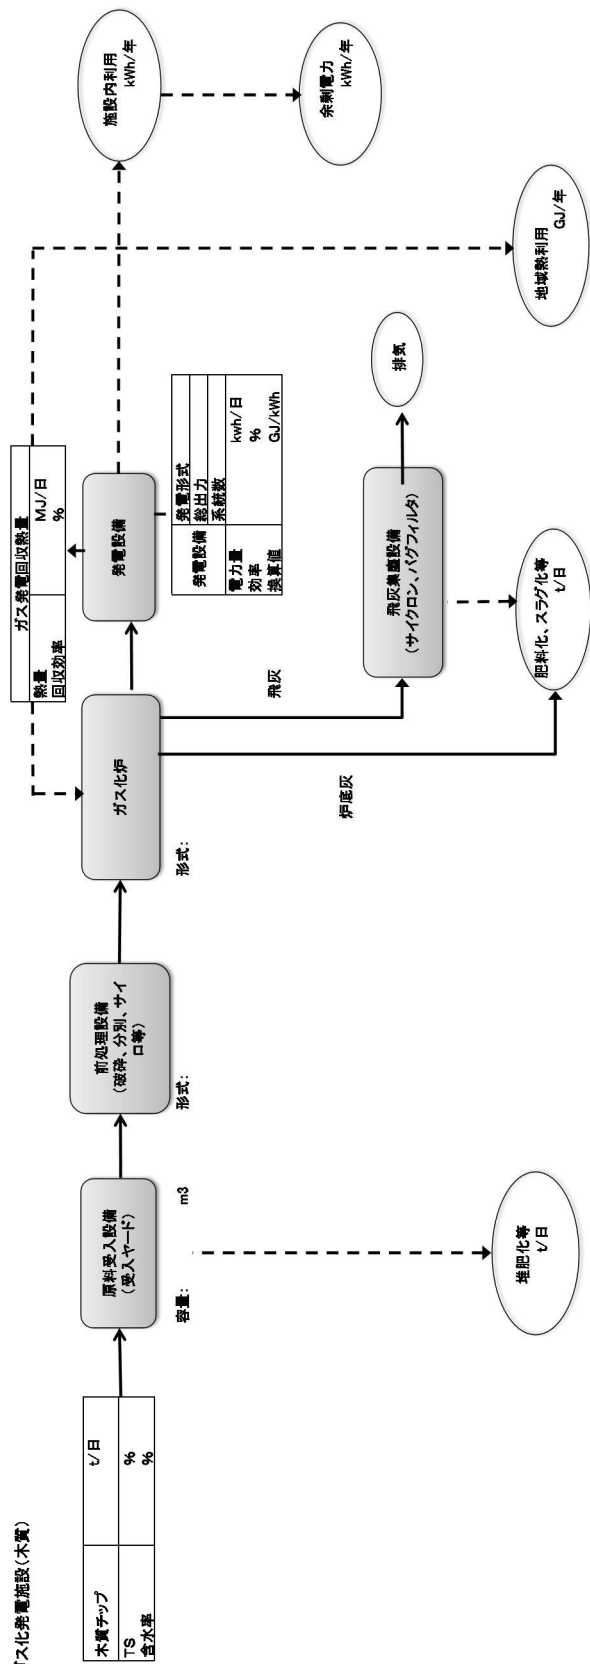 ガス化発電施設(木質)
木質チップ t/日
TS %
含水率 %
原料受入設備
(受入ヤード)
容量: m3
堆肥化等
t/日
前処理設備
(破砕、分別、サイ
ロ等)
形式:
ガス化炉
形式:
ガス発電回収熱量
熱量 MJ/日
回収効率 %
発電設備
発電設備 発電形式
総出力
系統数
電力量 kwh/日
効率 %
換算値 GJ/kWh
飛灰
炉底灰
飛灰集塵設備
(サイクロン、バグフィルタ)
排気
肥料化、スラグ化等
t/日
施設内利用
kWh/年
余剰電力
kWh/年
地域熱利用
GJ/年